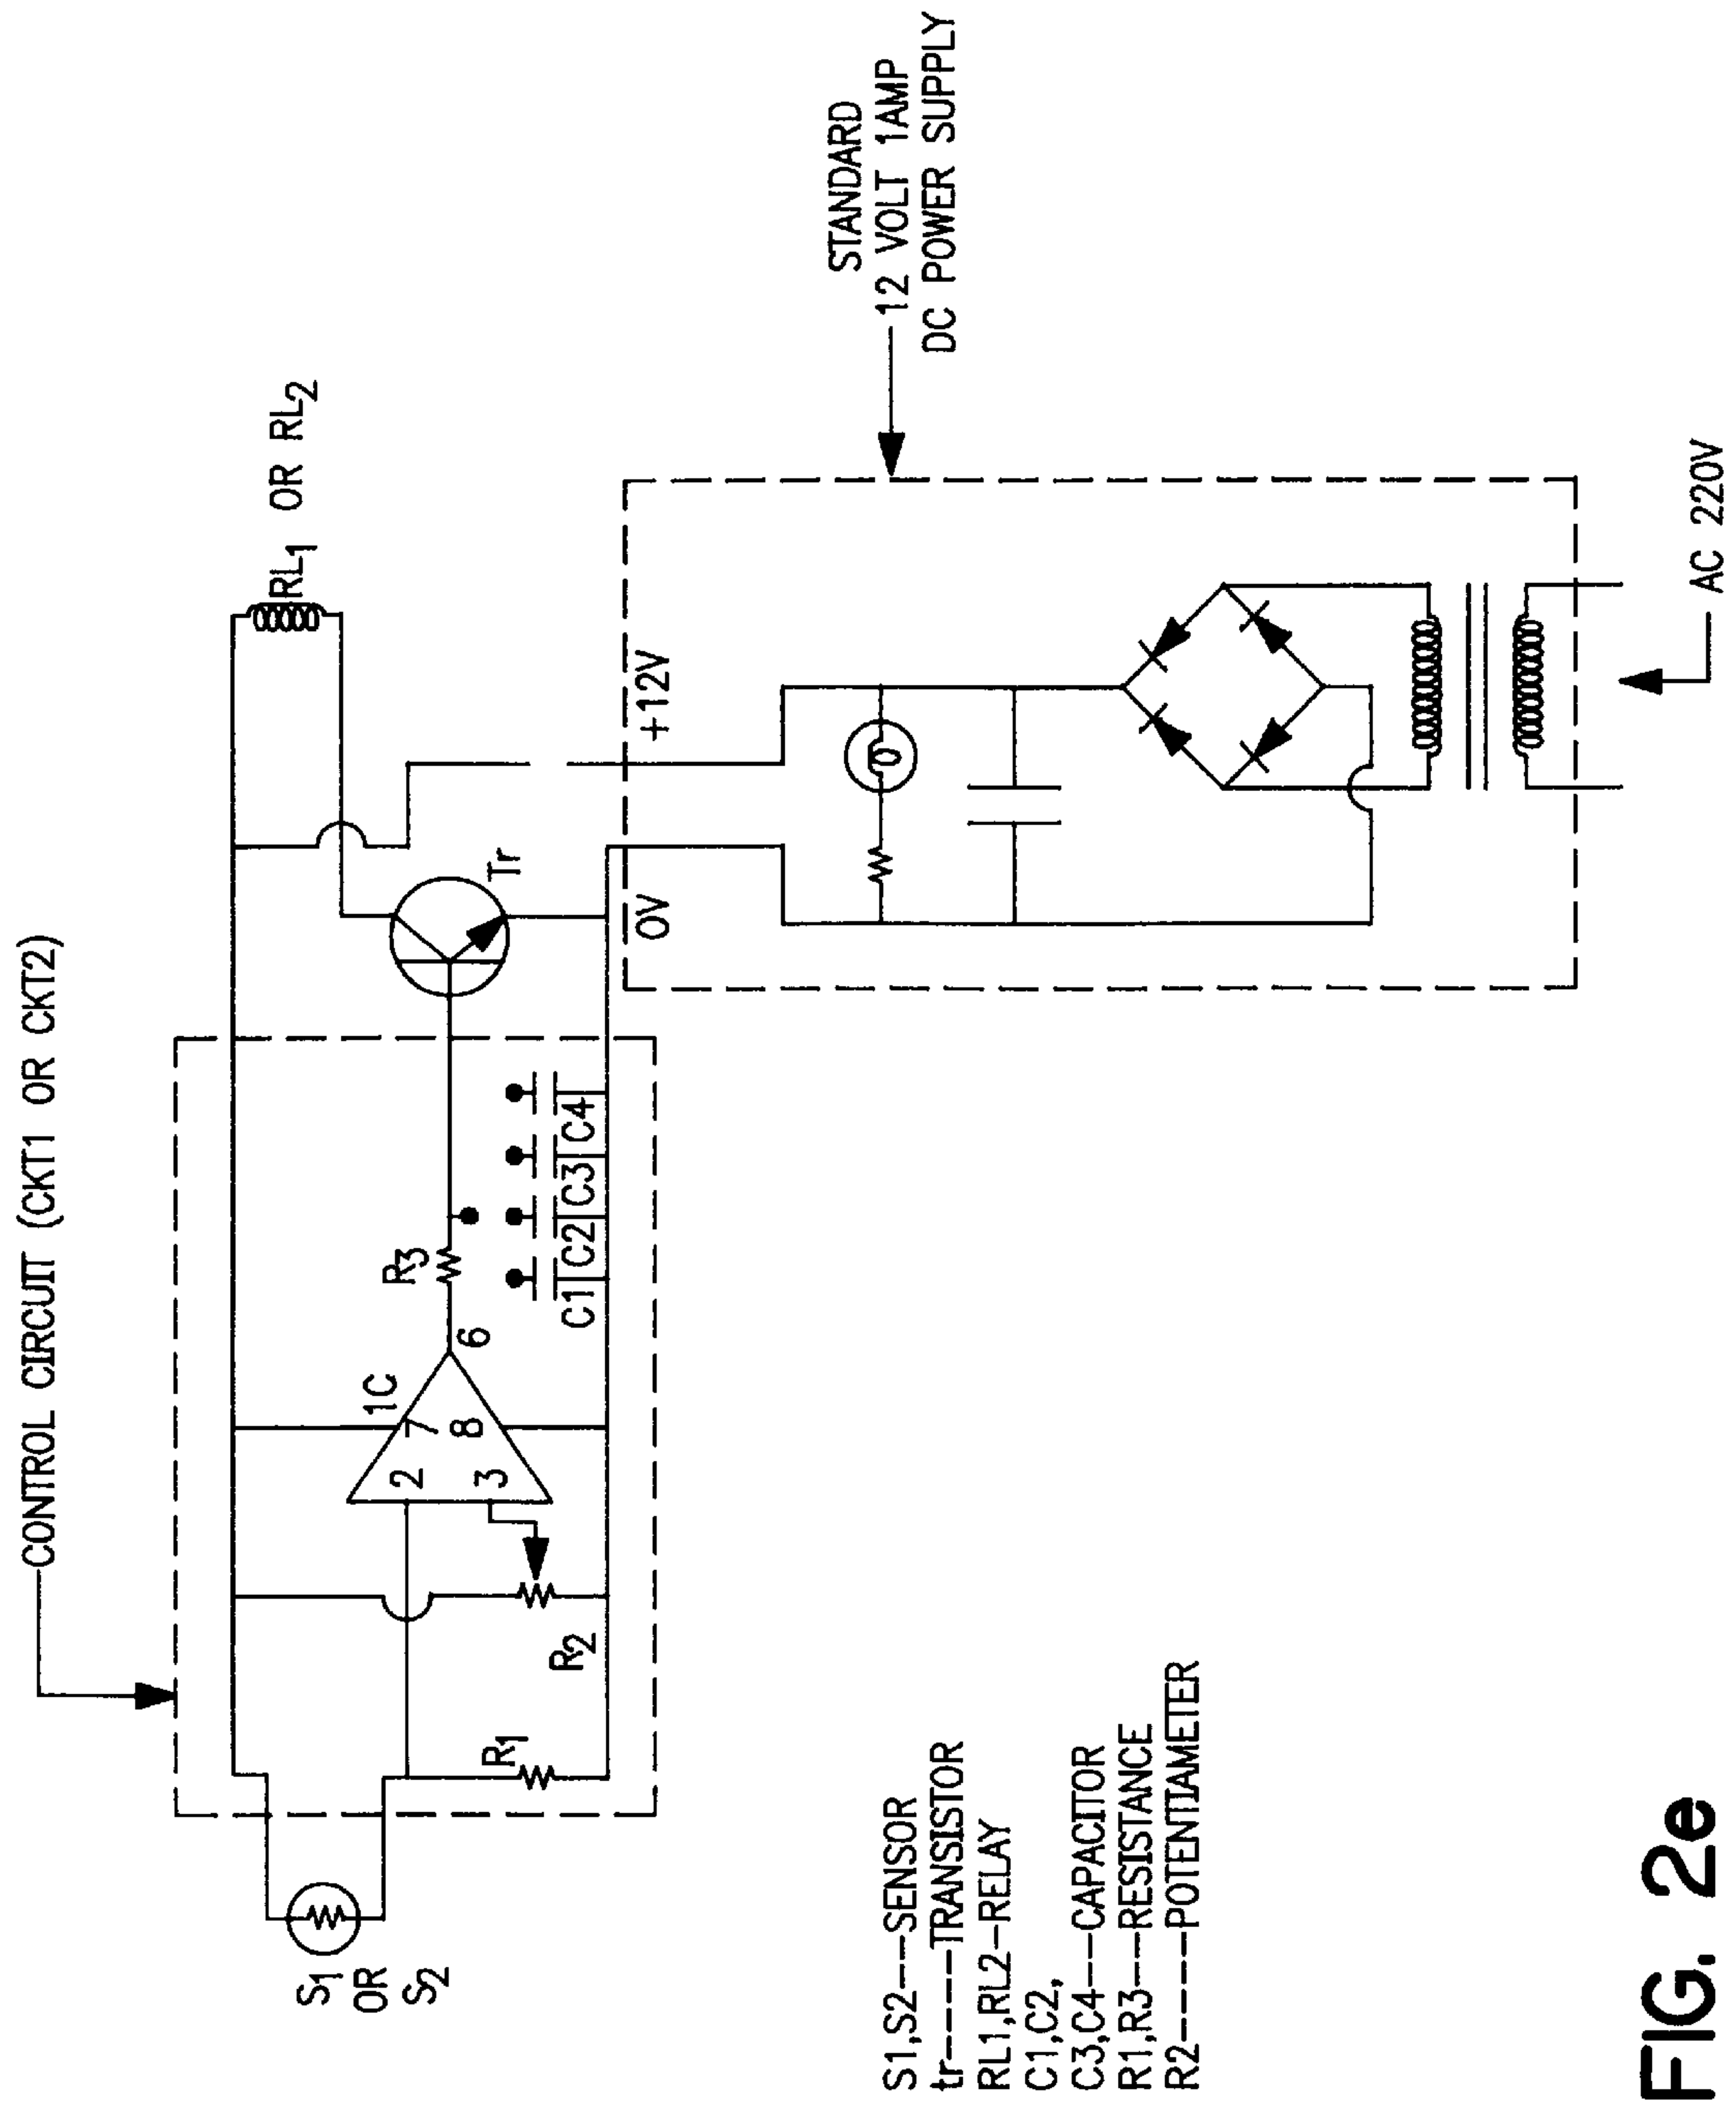 CONTROL CIRCUIT (CKT1 OR CKT2)
S1
OR
S2
R1
R2
2
3
7
8
1C
6
R3
C1
C2
C3
C4
Tr
RL1 OR RL2
0V
+12V
STANDARD
12 VOLT 1AMP
DC POWER SUPPLY
AC 220V
S1,S2---SENSOR
tr-----TRANSISTOR
RL1,RL2-RELAY
C1,C2,
C3,C4---CAPACITOR
R1,R3---RESISTANCE
R2-----POTENTIAMETER
FIG. 2e